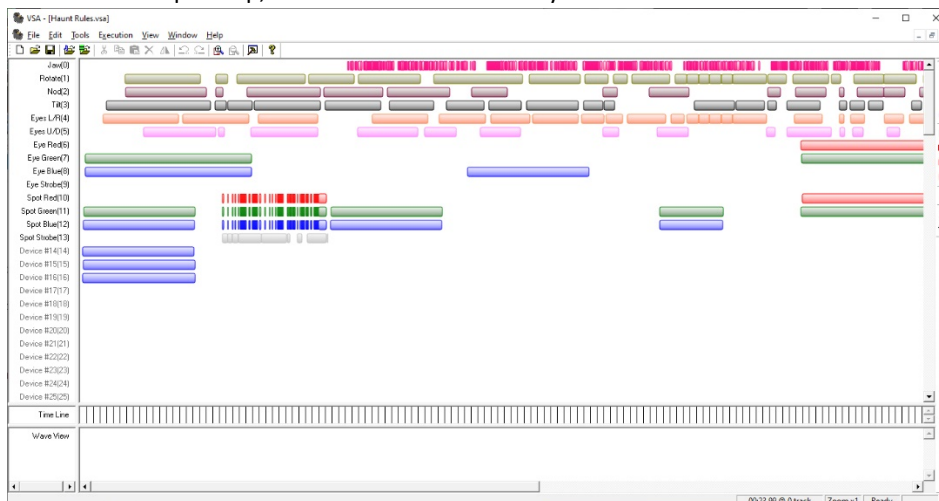 VSA - [Haunt Rules.vsa]
File Edit Tools Execution View Window Help
Jaw(0)
Rotate(1)
Nod(2)
Tilt(3)
Eyes L/R(4)
Eyes U/D(5)
Eye Red(6)
Eye Green(7)
Eye Blue(8)
Eye Strobe(9)
Spot Red(10)
Spot Green(11)
Spot Blue(12)
Spot Strobe(13)
Device #14(14)
Device #15(15)
Device #16(16)
Device #17(17)
Device #18(18)
Device #19(19)
Device #20(20)
Device #21(21)
Device #22(22)
Device #23(23)
Device #24(24)
Device #25(25)
Time Line
Wave View